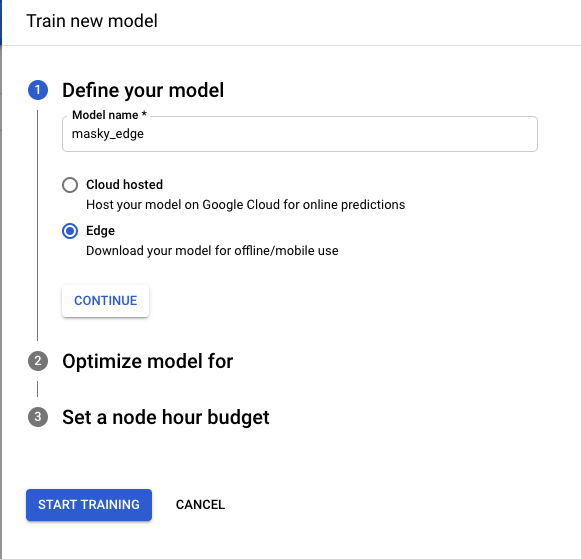 Train new model
1 Define your model
Model name *
masky_edge
Cloud hosted
Host your model on Google Cloud for online predictions
Edge
Download your model for offline/mobile use
CONTINUE
2 Optimize model for
3 Set a node hour budget
START TRAINING CANCEL